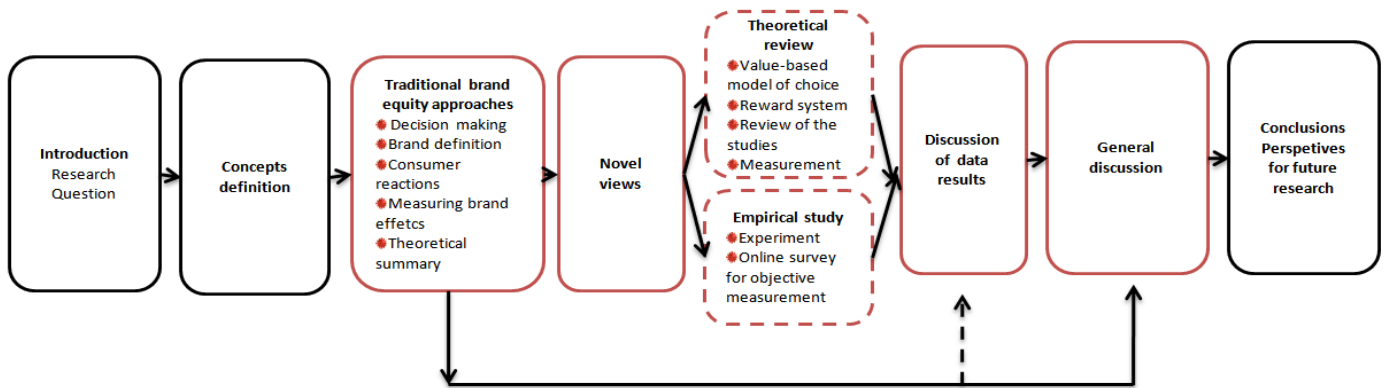 Introduction
Research
Question
Concepts
definition
Traditional brand
equity approaches
Decision making
Brand definition
Consumer
reactions
Measuring brand
effetcs
Theoretical
summary
Novel
views
Theoretical
review
Value-based
model of choice
Reward system
Review of the
studies
Measurement
Empirical study
Experiment
Online survey
for objective
measurement
Discussion
of data
results
General
discussion
Conclusions
Perspetives
for future
research